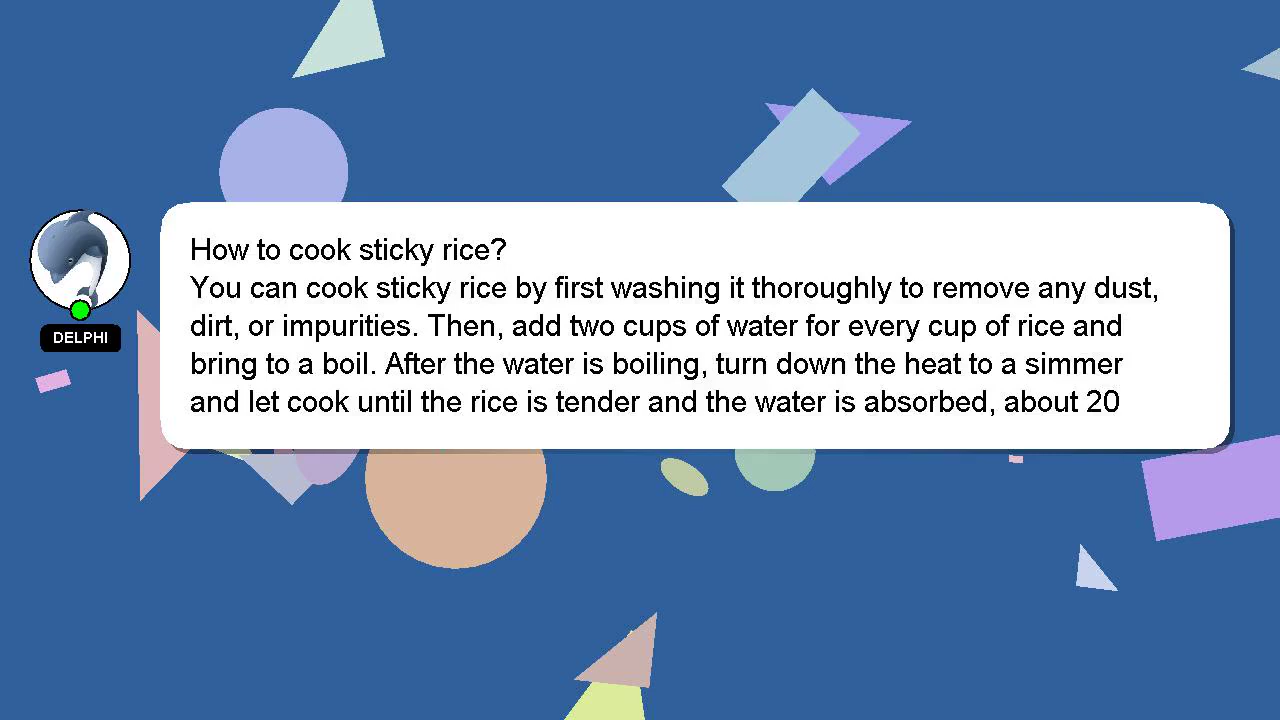 How to cook sticky rice?
You can cook sticky rice by first washing it thoroughly to remove any dust,
dirt, or impurities. Then, add two cups of water for every cup of rice and
bring to a boil. After the water is boiling, turn down the heat to a simmer
and let cook until the rice is tender and the water is absorbed, about 20
DELPHI